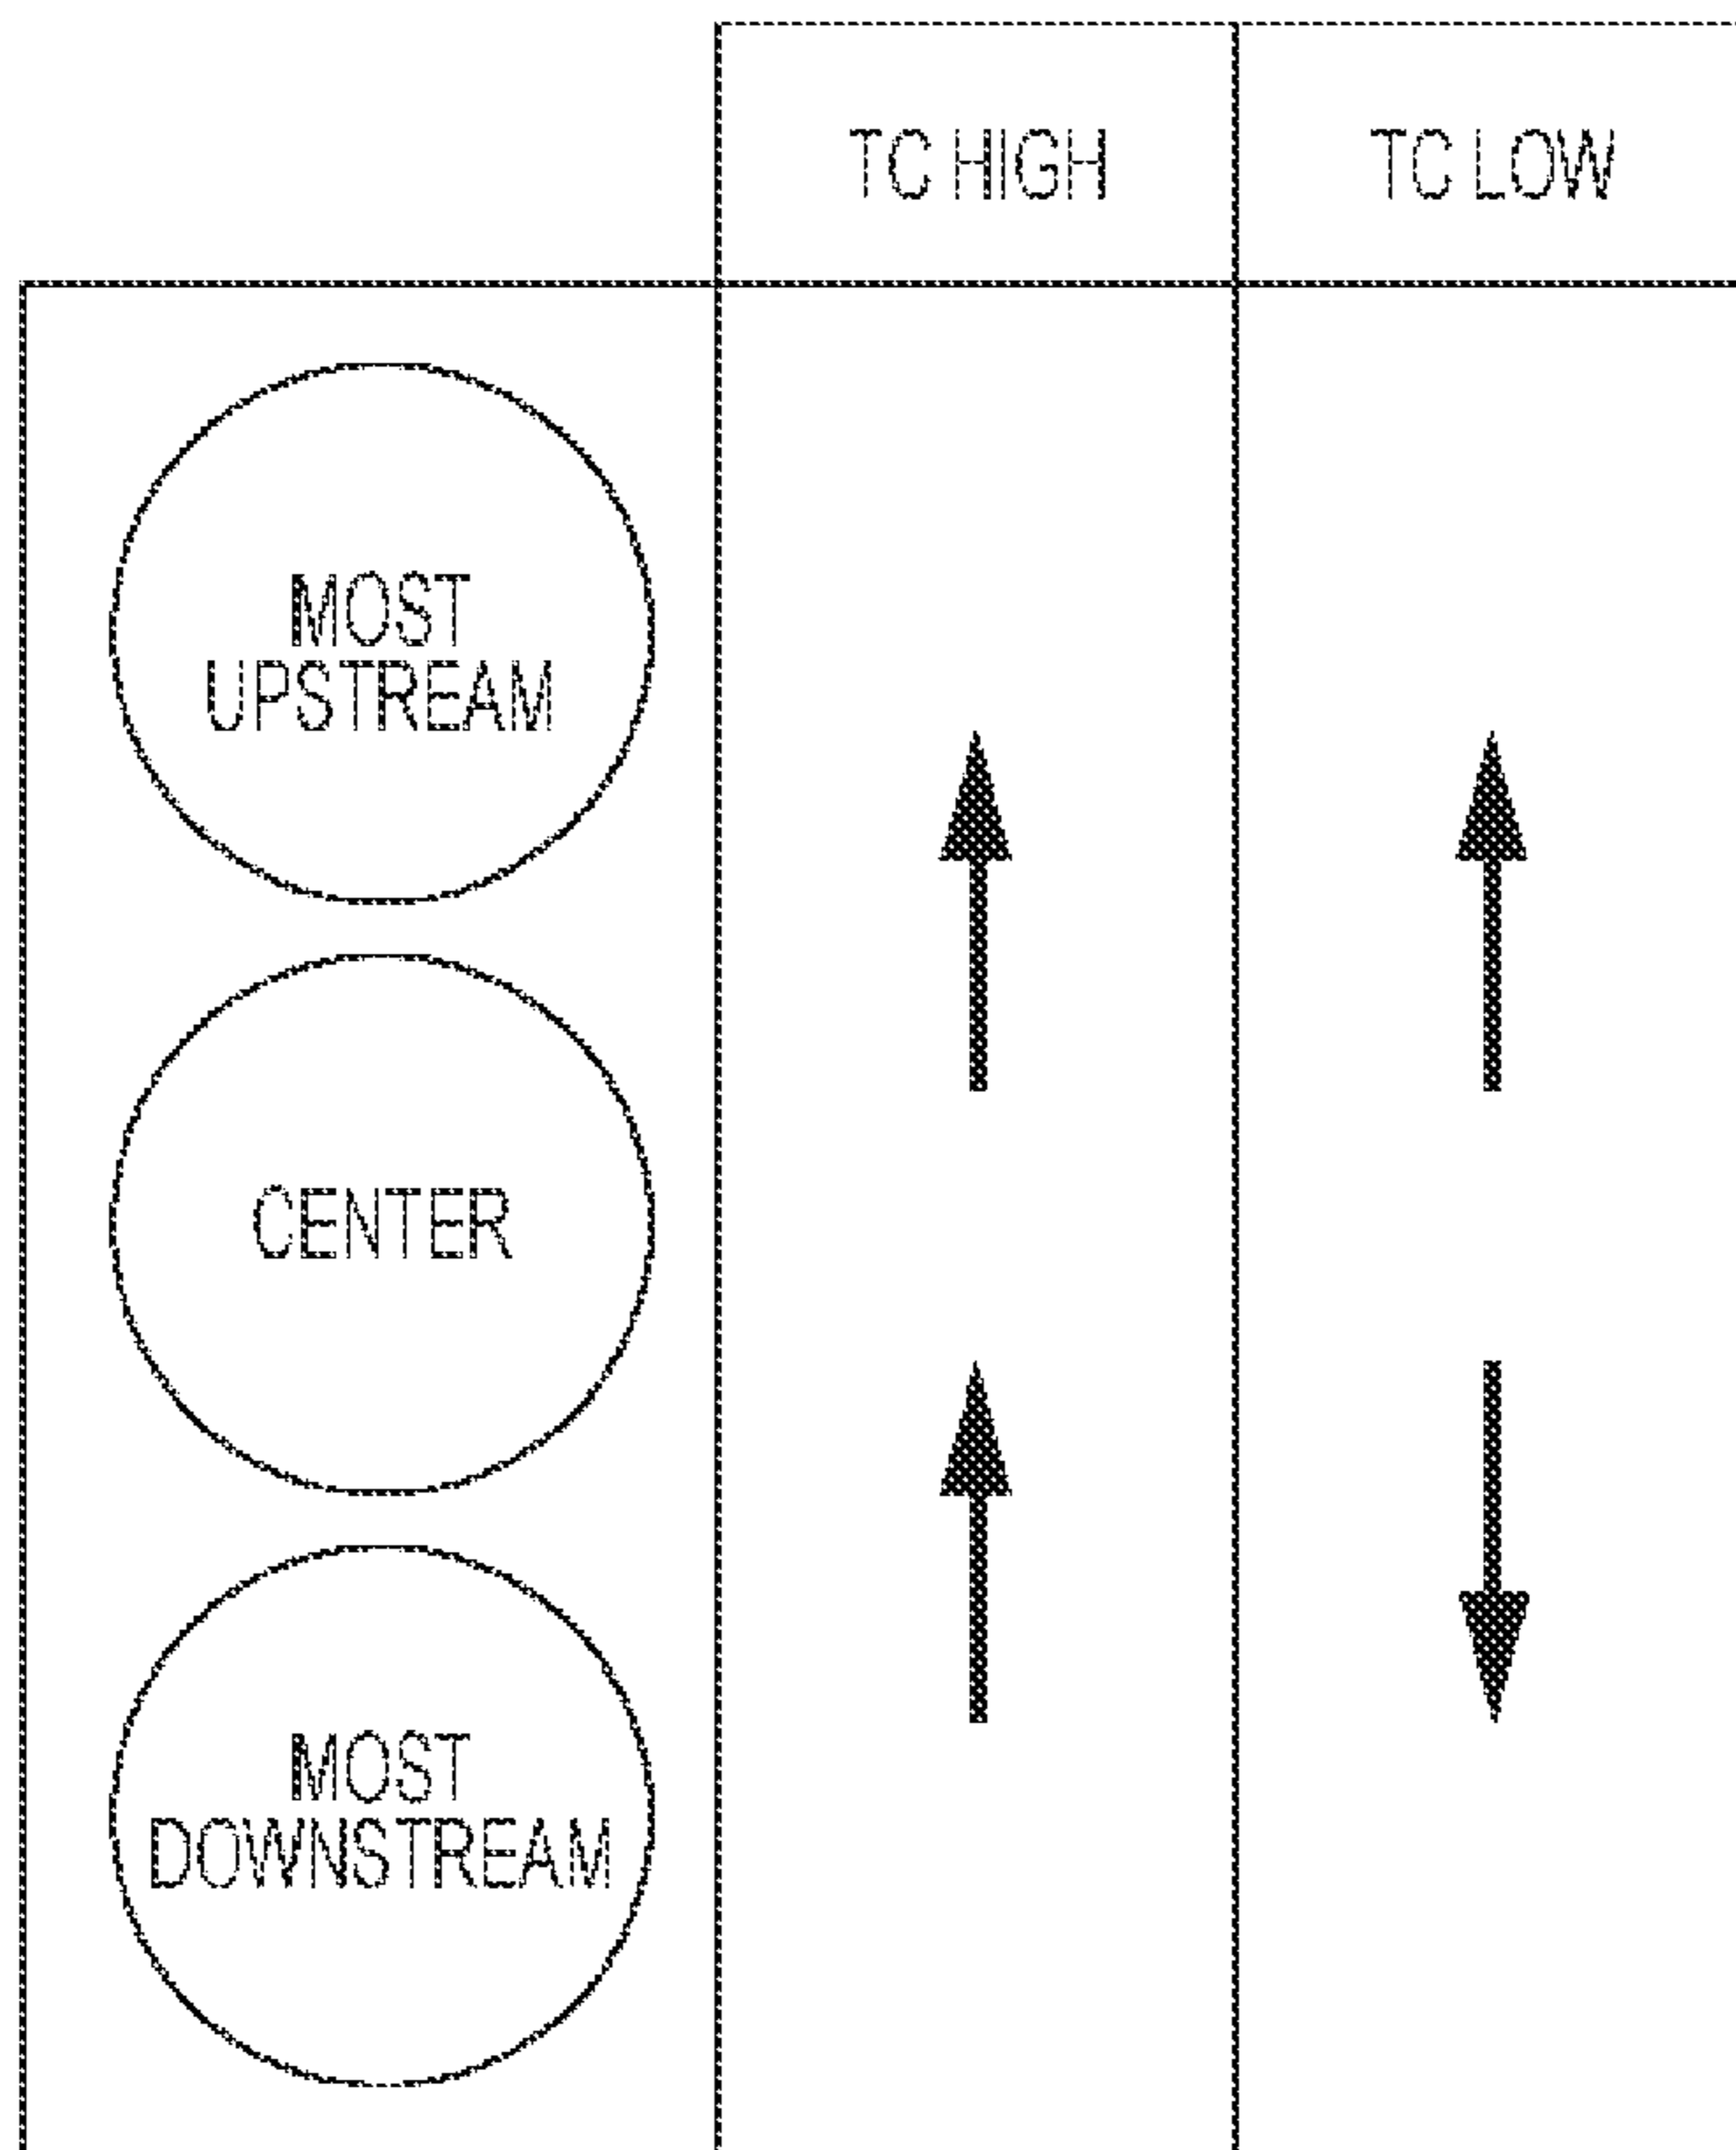 TC HIGH
TC LOW
MOST
UPSTREAM
CENTER
MOST
DOWNSTREAM